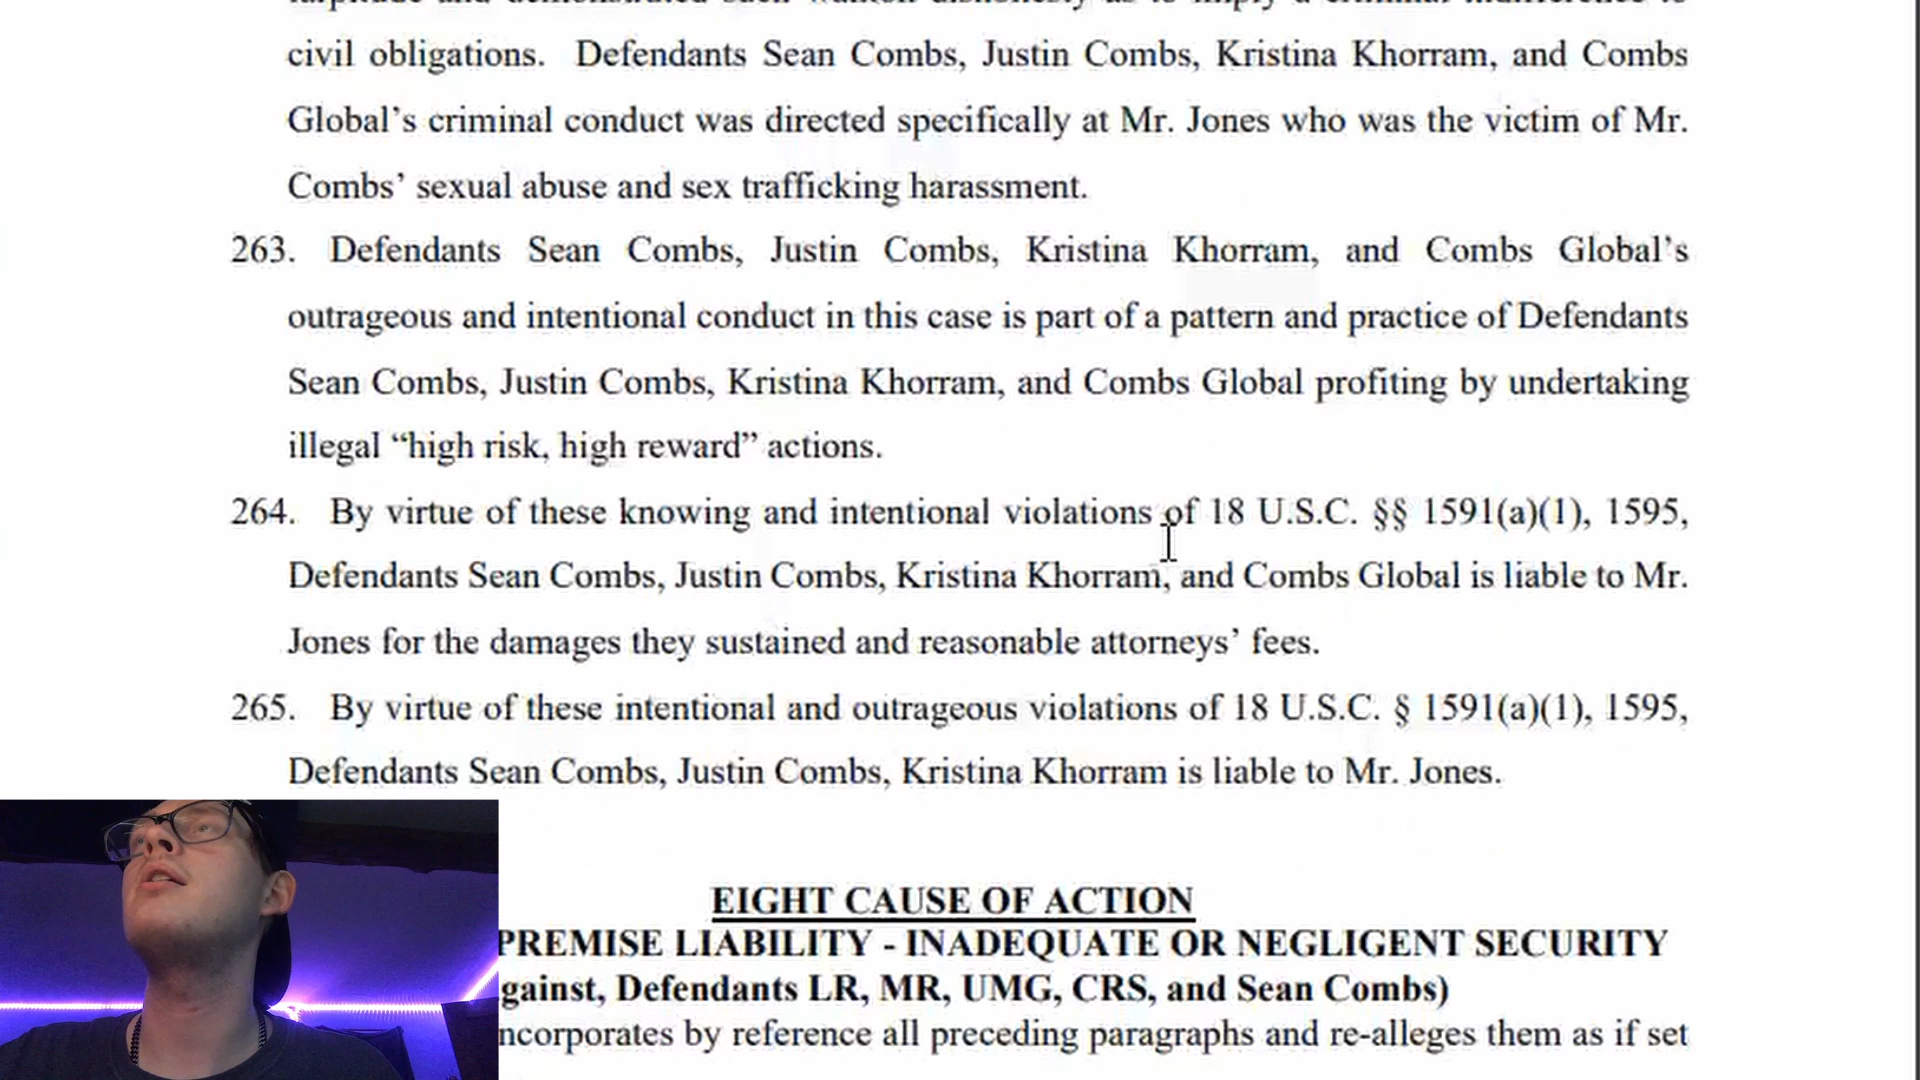 civil obligations. Defendants Sean Combs, Justin Combs, Kristina Khorram, and Combs
Global’s criminal conduct was directed specifically at Mr. Jones who was the victim of Mr.
Combs’ sexual abuse and sex trafficking harassment.
263. Defendants Sean Combs, Justin Combs, Kristina Khorram, and Combs Global’s
outrageous and intentional conduct in this case is part of a pattern and practice of Defendants
Sean Combs, Justin Combs, Kristina Khorram, and Combs Global profiting by undertaking
illegal “high risk, high reward” actions.
264. By virtue of these knowing and intentional violations of 18 U.S.C. §§ 1591(a)(1), 1595,
Defendants Sean Combs, Justin Combs, Kristina Khorram, and Combs Global is liable to Mr.
Jones for the damages they sustained and reasonable attorneys’ fees.
265. By virtue of these intentional and outrageous violations of 18 U.S.C. § 1591(a)(1), 1595,
Defendants Sean Combs, Justin Combs, Kristina Khorram is liable to Mr. Jones.
EIGHT CAUSE OF ACTION
PREMISE LIABILITY - INADEQUATE OR NEGLIGENT SECURITY
gainst, Defendants LR, MR, UMG, CRS, and Sean Combs)
ncorporates by reference all preceding paragraphs and re-alleges them as if set